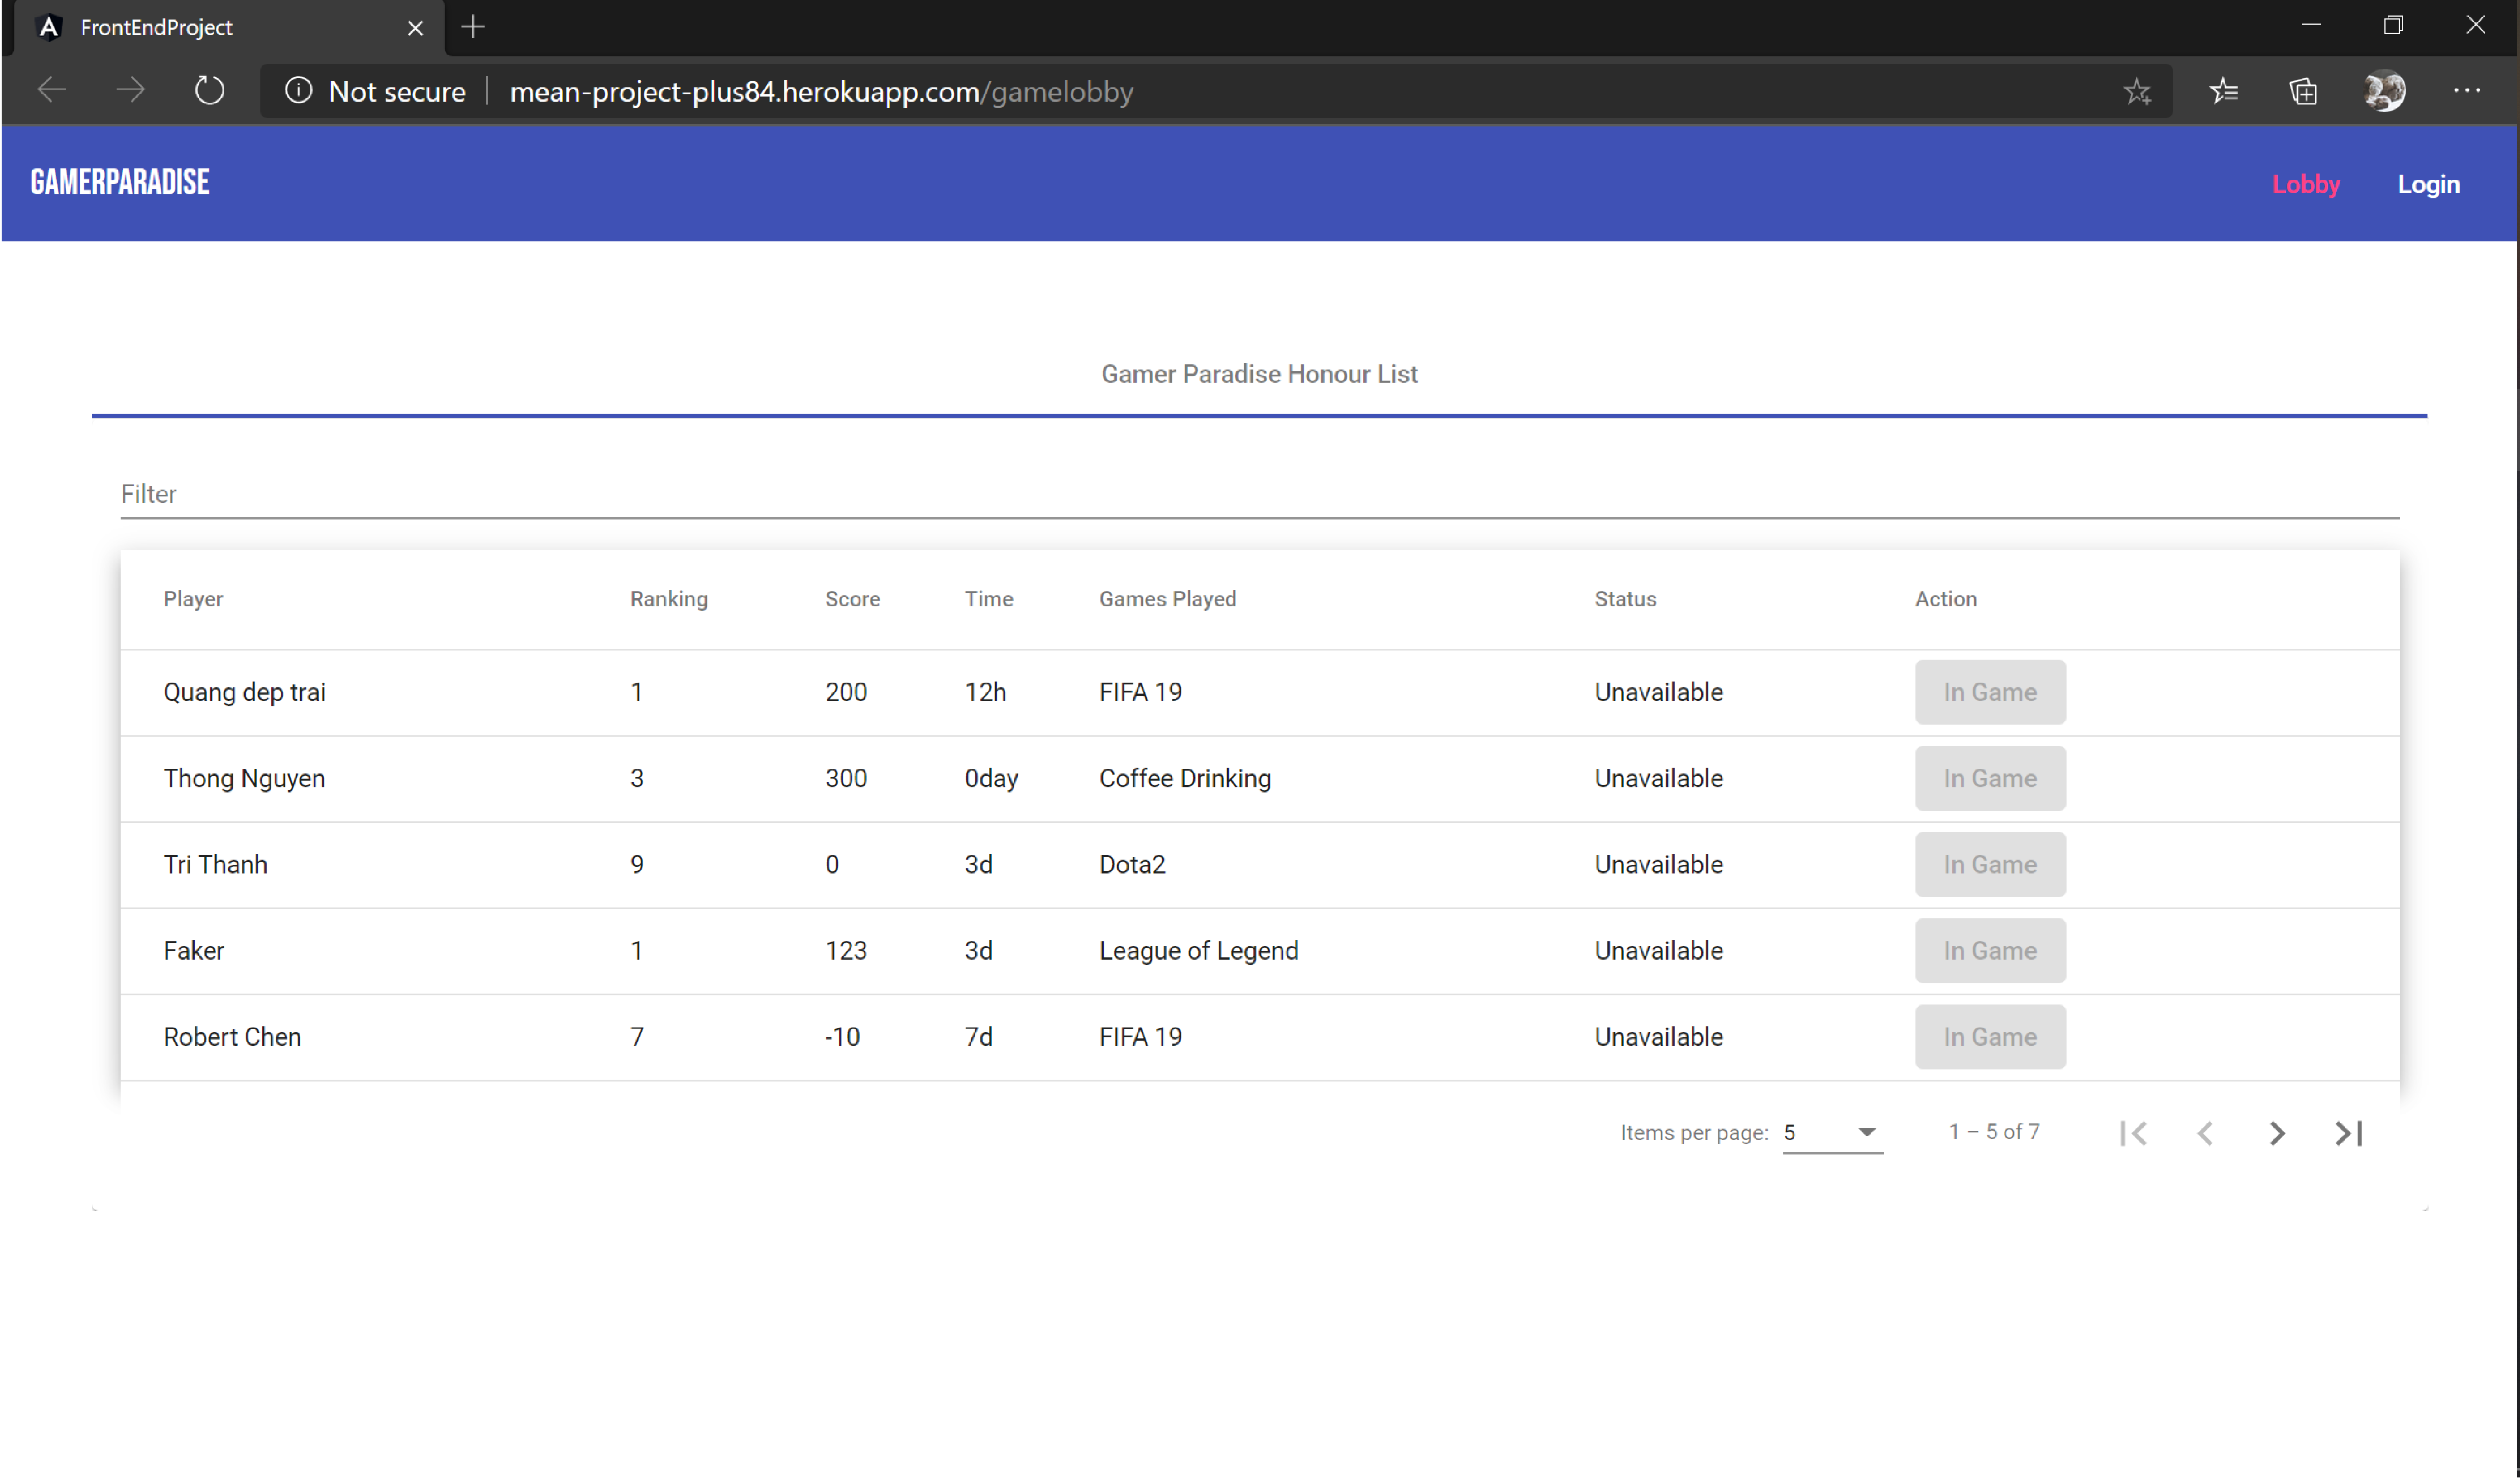 FrontEndProject
Not secure mean-project-plus84.herokuapp.com/gamelobby
GAMERPARADISE Lobby Login
Gamer Paradise Honour List
Filter
Player Ranking Score Time Games Played Status Action
Quang dep trai 1 200 12h FIFA 19 Unavailable In Game
Thong Nguyen 3 300 0day Coffee Drinking Unavailable In Game
Tri Thanh 9 0 3d Dota2 Unavailable In Game
Faker 1 123 3d League of Legend Unavailable In Game
Robert Chen 7 -10 7d FIFA 19 Unavailable In Game
Items per page: 5 1 – 5 of 7